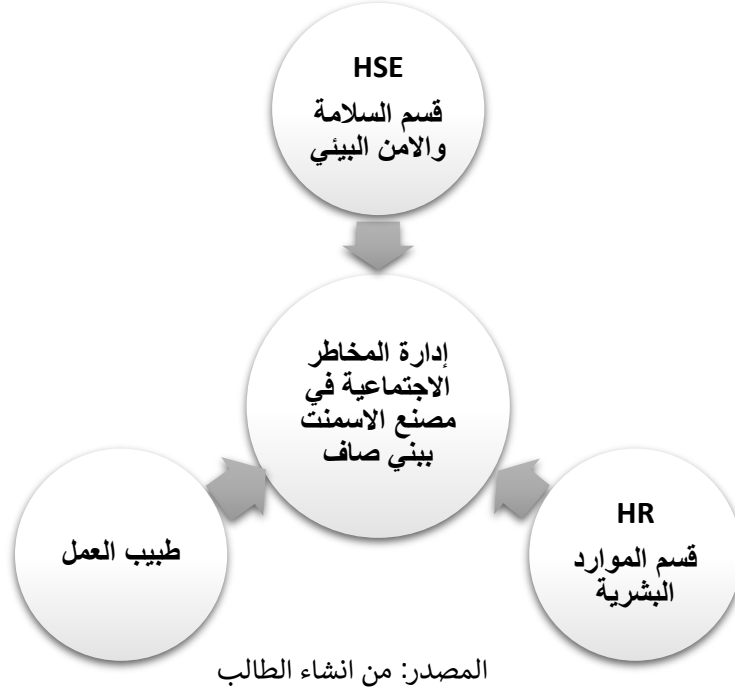 HSE
قسم السلامة
والامن البيئي
إدارة المخاطر
الاجتماعية في
مصنع الاسمنت
ببني صاف
HR
قسم الموارد
البشرية
طبيب العمل
المصدر: من انشاء الطالب